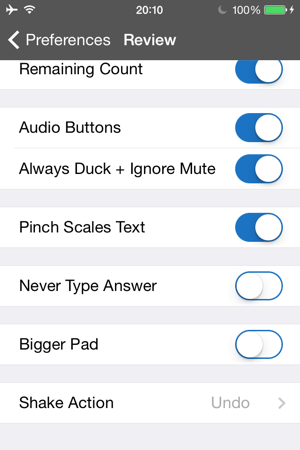 20:10
100%
Preferences Review
Remaining Count
Audio Buttons
Always Duck + Ignore Mute
Pinch Scales Text
Never Type Answer
Bigger Pad
Shake Action Undo